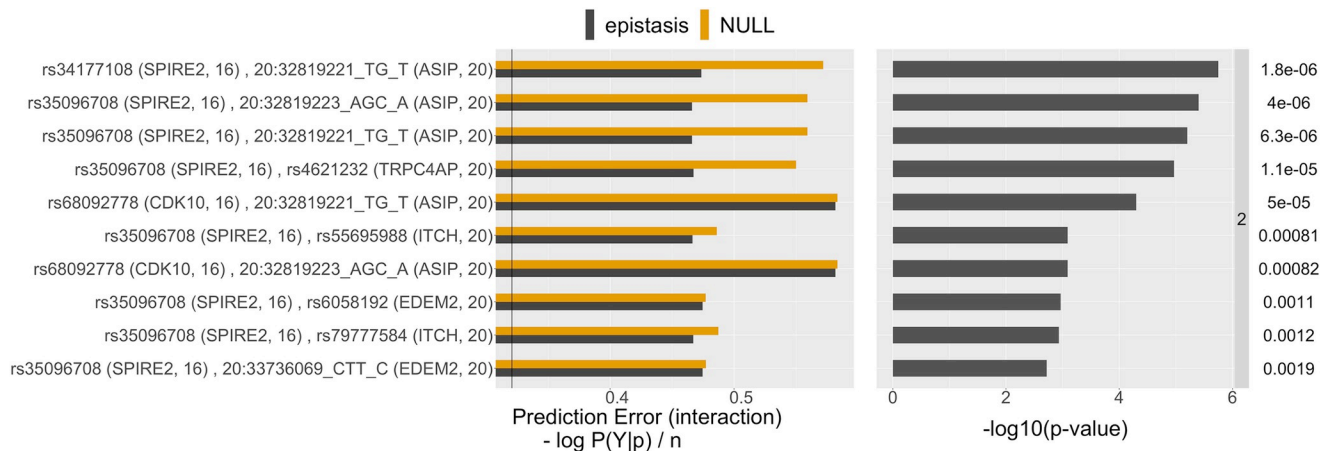 epistasis NULL
rs34177108 (SPIRE2, 16) , 20:32819221_TG_T (ASIP, 20) 1.8e-06
rs35096708 (SPIRE2, 16) , 20:32819223_AGC_A (ASIP, 20) 4e-06
rs35096708 (SPIRE2, 16) , 20:32819221_TG_T (ASIP, 20) 6.3e-06
rs35096708 (SPIRE2, 16) , rs4621232 (TRPC4AP, 20) 1.1e-05
rs68092778 (CDK10, 16) , 20:32819221_TG_T (ASIP, 20) 5e-05
2
rs35096708 (SPIRE2, 16) , rs55695988 (ITCH, 20) 0.00081
rs68092778 (CDK10, 16) , 20:32819223_AGC_A (ASIP, 20) 0.00082
rs35096708 (SPIRE2, 16) , rs6058192 (EDEM2, 20) 0.0011
rs35096708 (SPIRE2, 16) , rs79777584 (ITCH, 20) 0.0012
rs35096708 (SPIRE2, 16) , 20:33736069_CTT_C (EDEM2, 20) 0.0019
0.4 0.5 0 2 4 6
Prediction Error (interaction)
- log P(Y|p) / n
-log10(p-value)